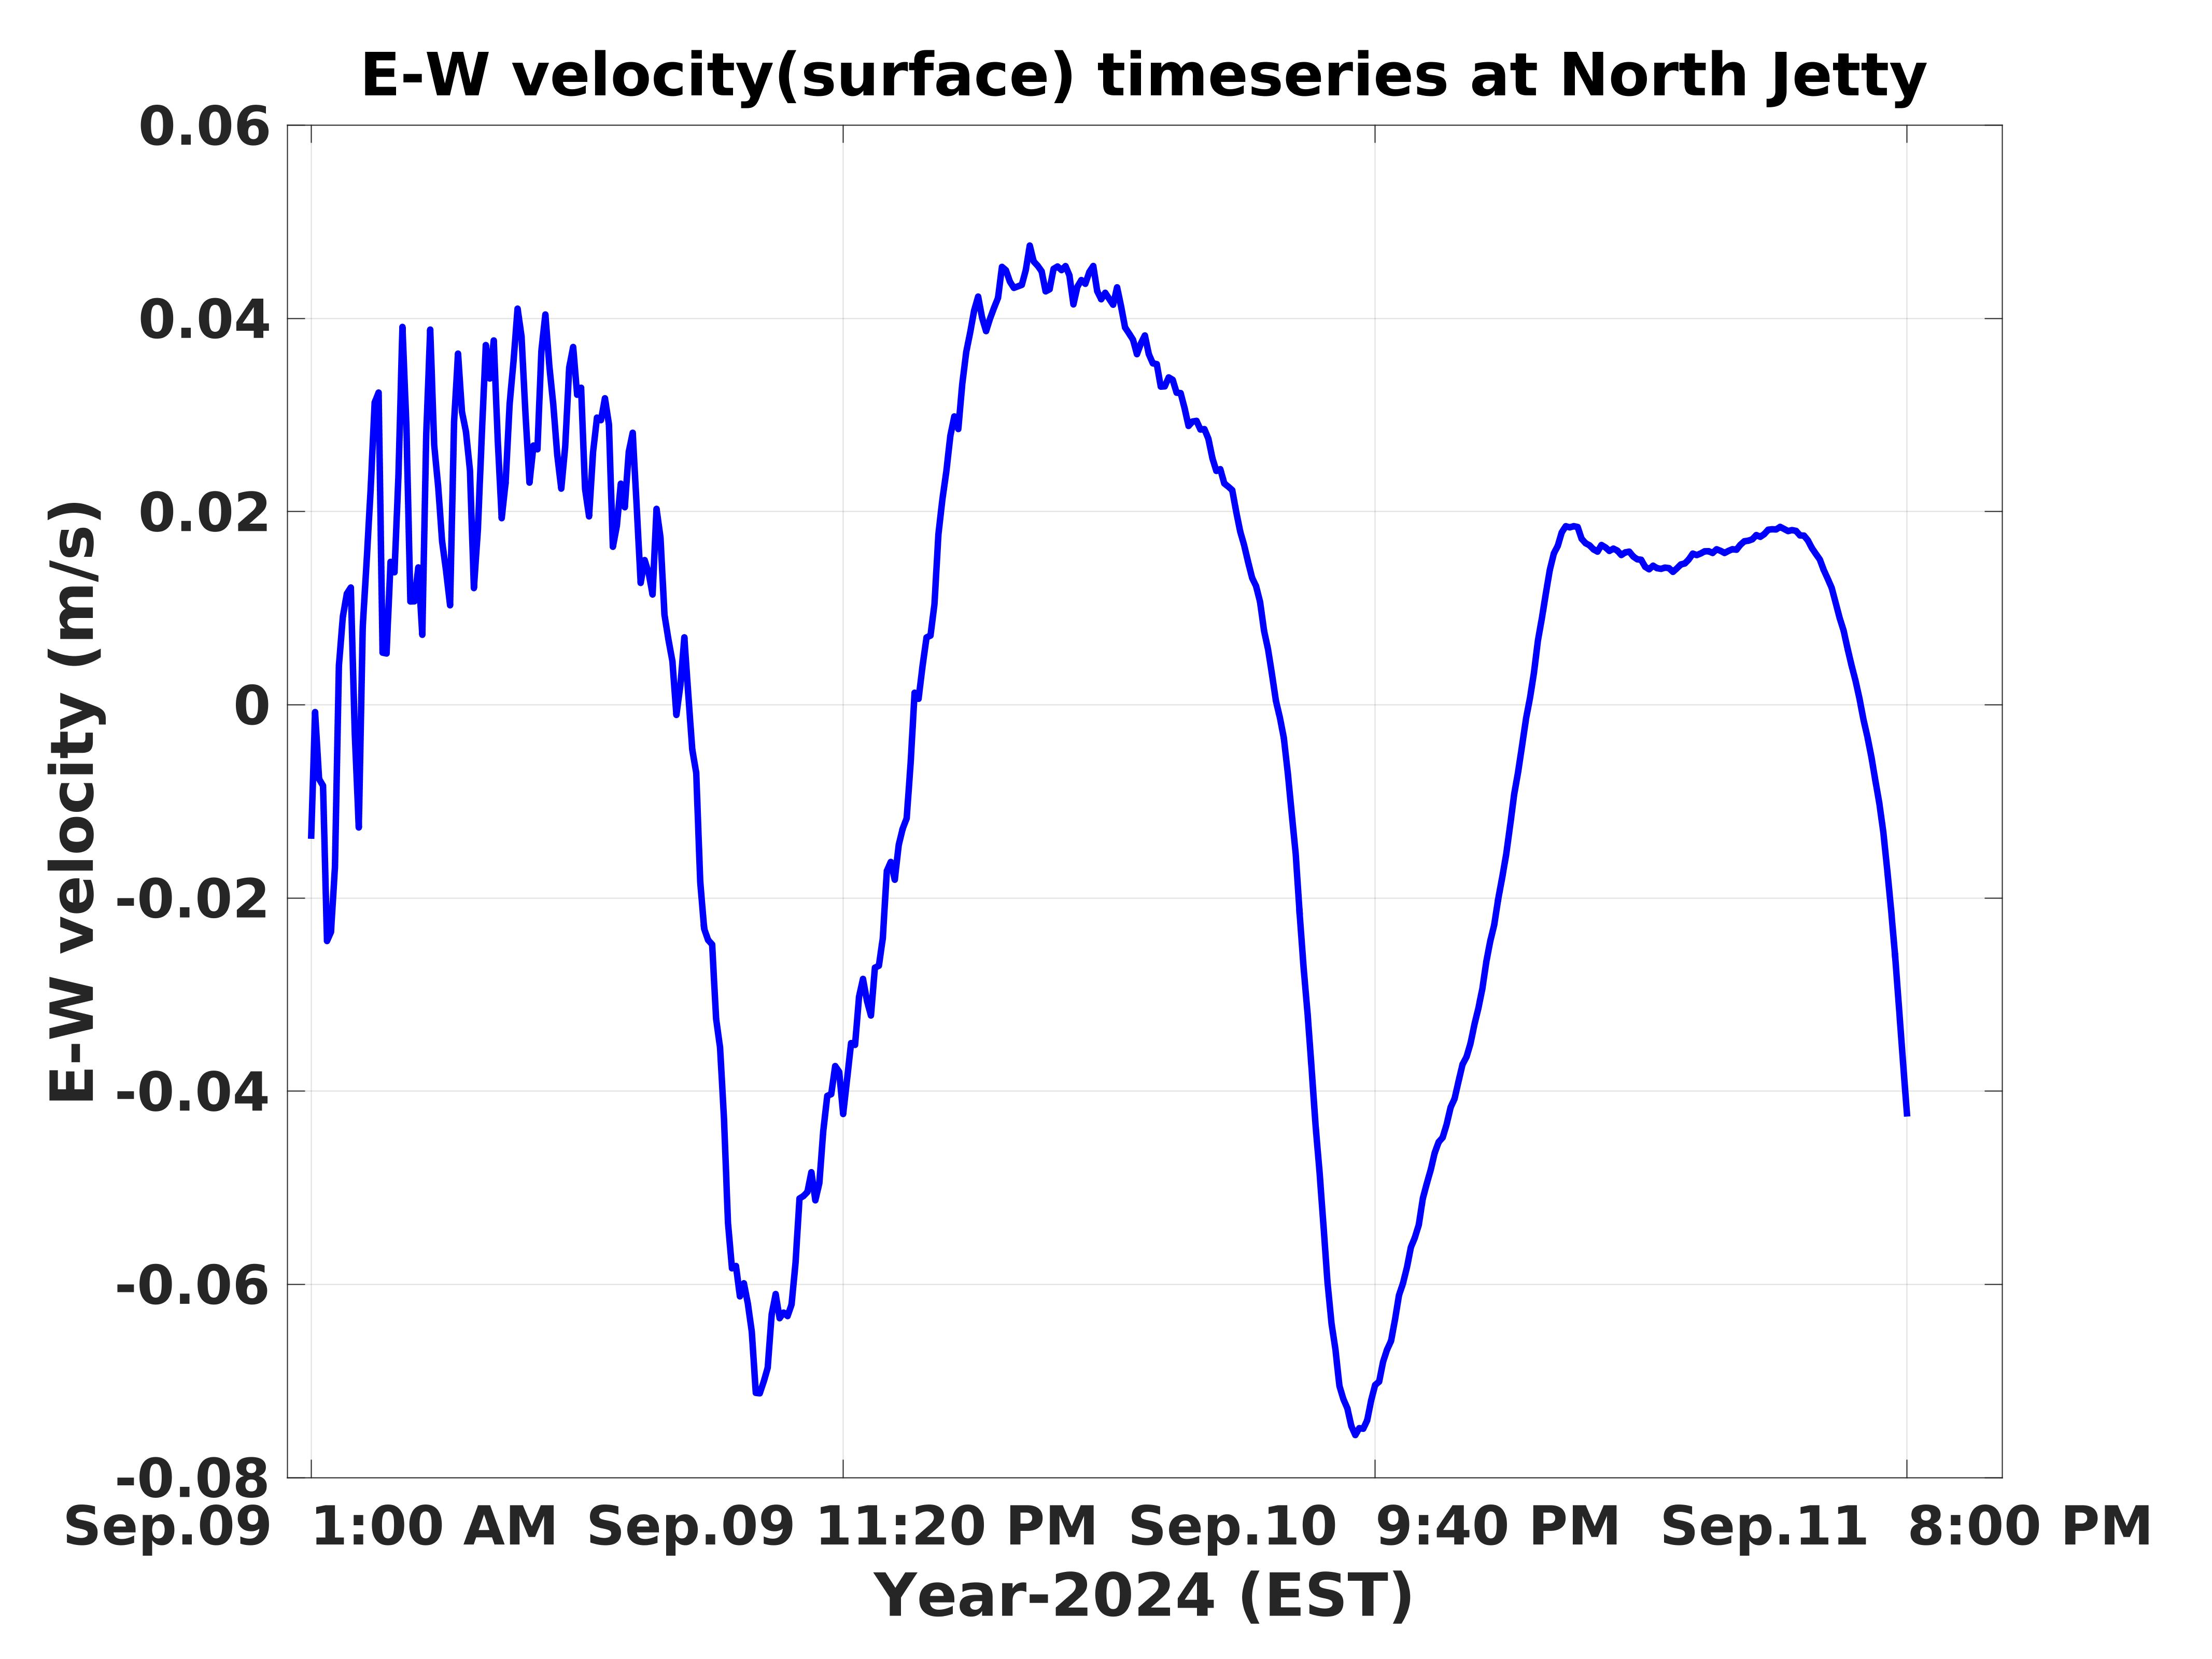 E-W velocity(surface) timeseries at North Jetty
0.06
0.04
0.02
0
-0.02
-0.04
-0.06
-0.08
E-W velocity (m/s)
Sep.09 1:00 AM Sep.09 11:20 PM Sep.10 9:40 PM Sep.11 8:00 PM
Year-2024 (EST)